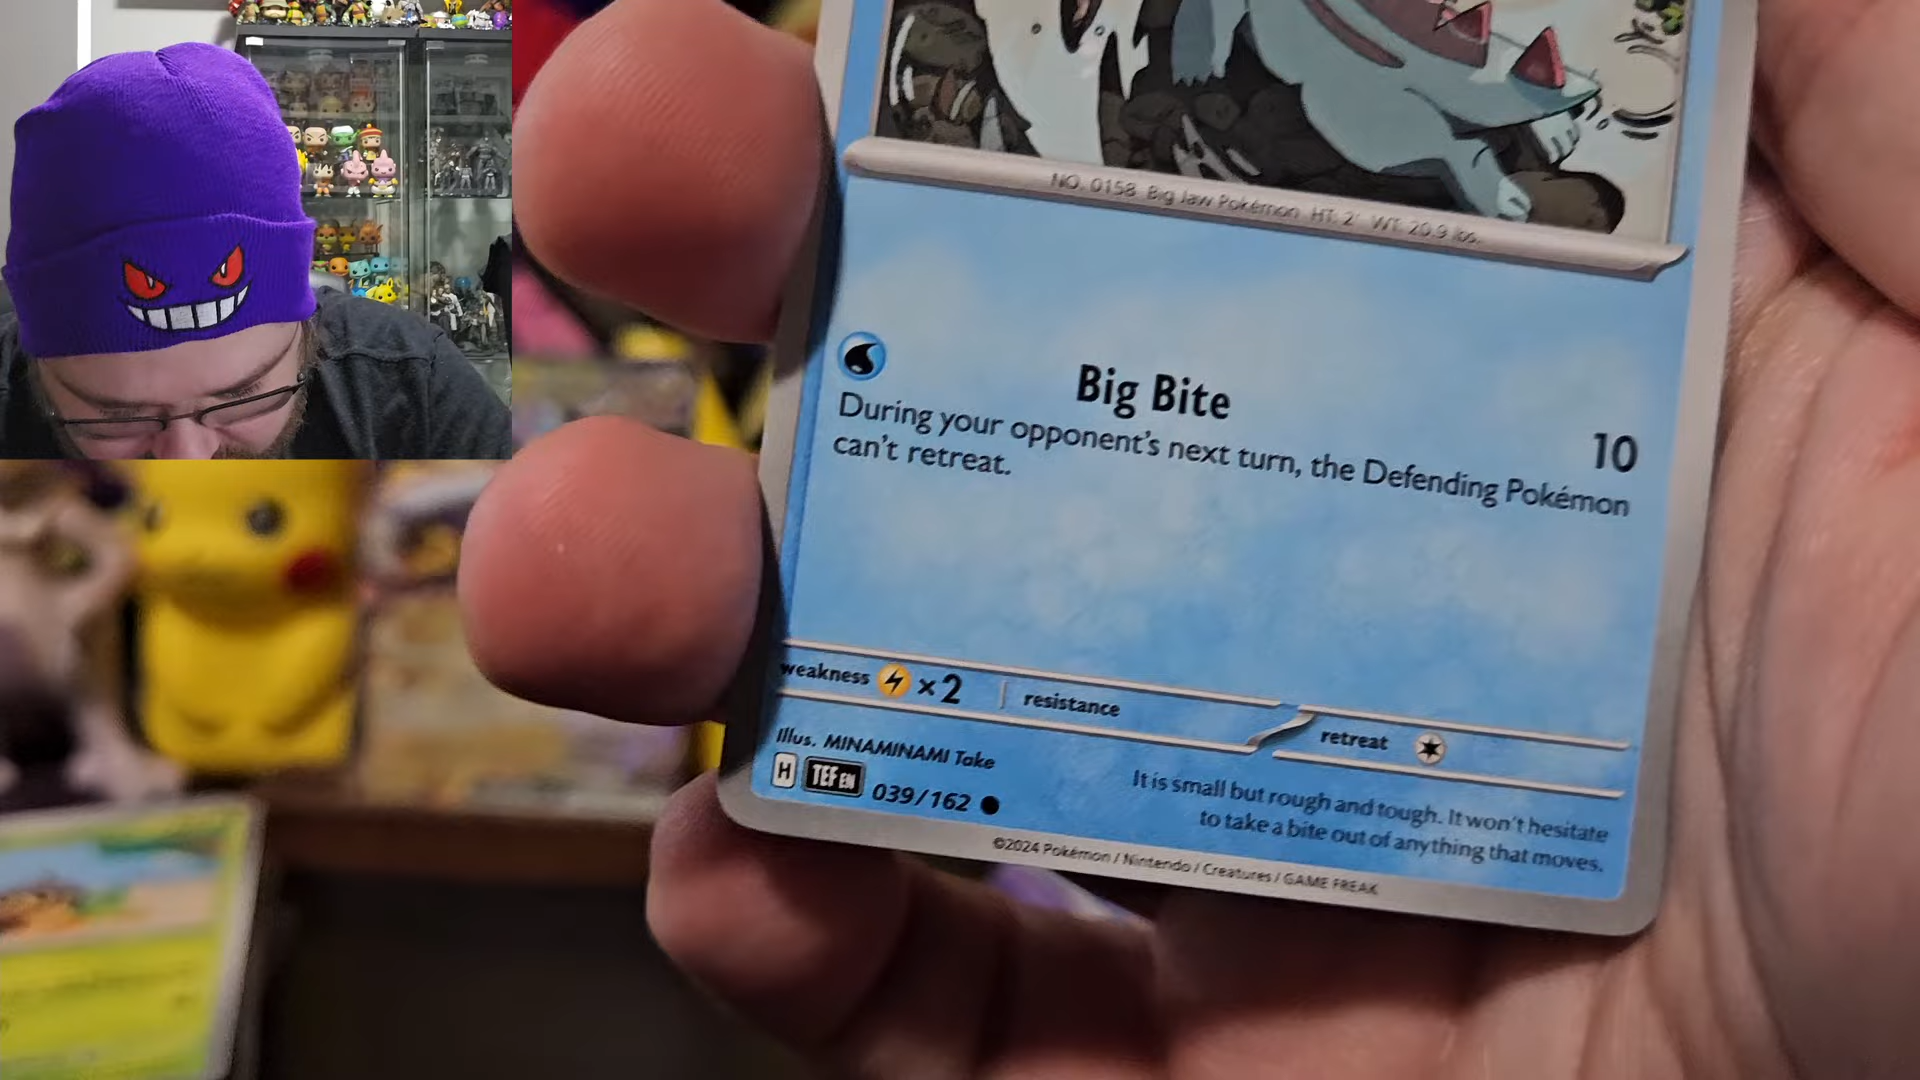 NO. 0158 Big Jaw Pokémon HT: 2' WT: 20.9 lbs.
Big Bite
10
During your opponent's next turn, the Defending Pokémon
can't retreat.
weakness ×2 resistance
retreat
Illus. MINAMINAMI Take
H TEF EN 039/162
It is small but rough and tough. It won't hesitate
to take a bite out of anything that moves.
©2024 Pokémon / Nintendo / Creatures / GAME FREAK